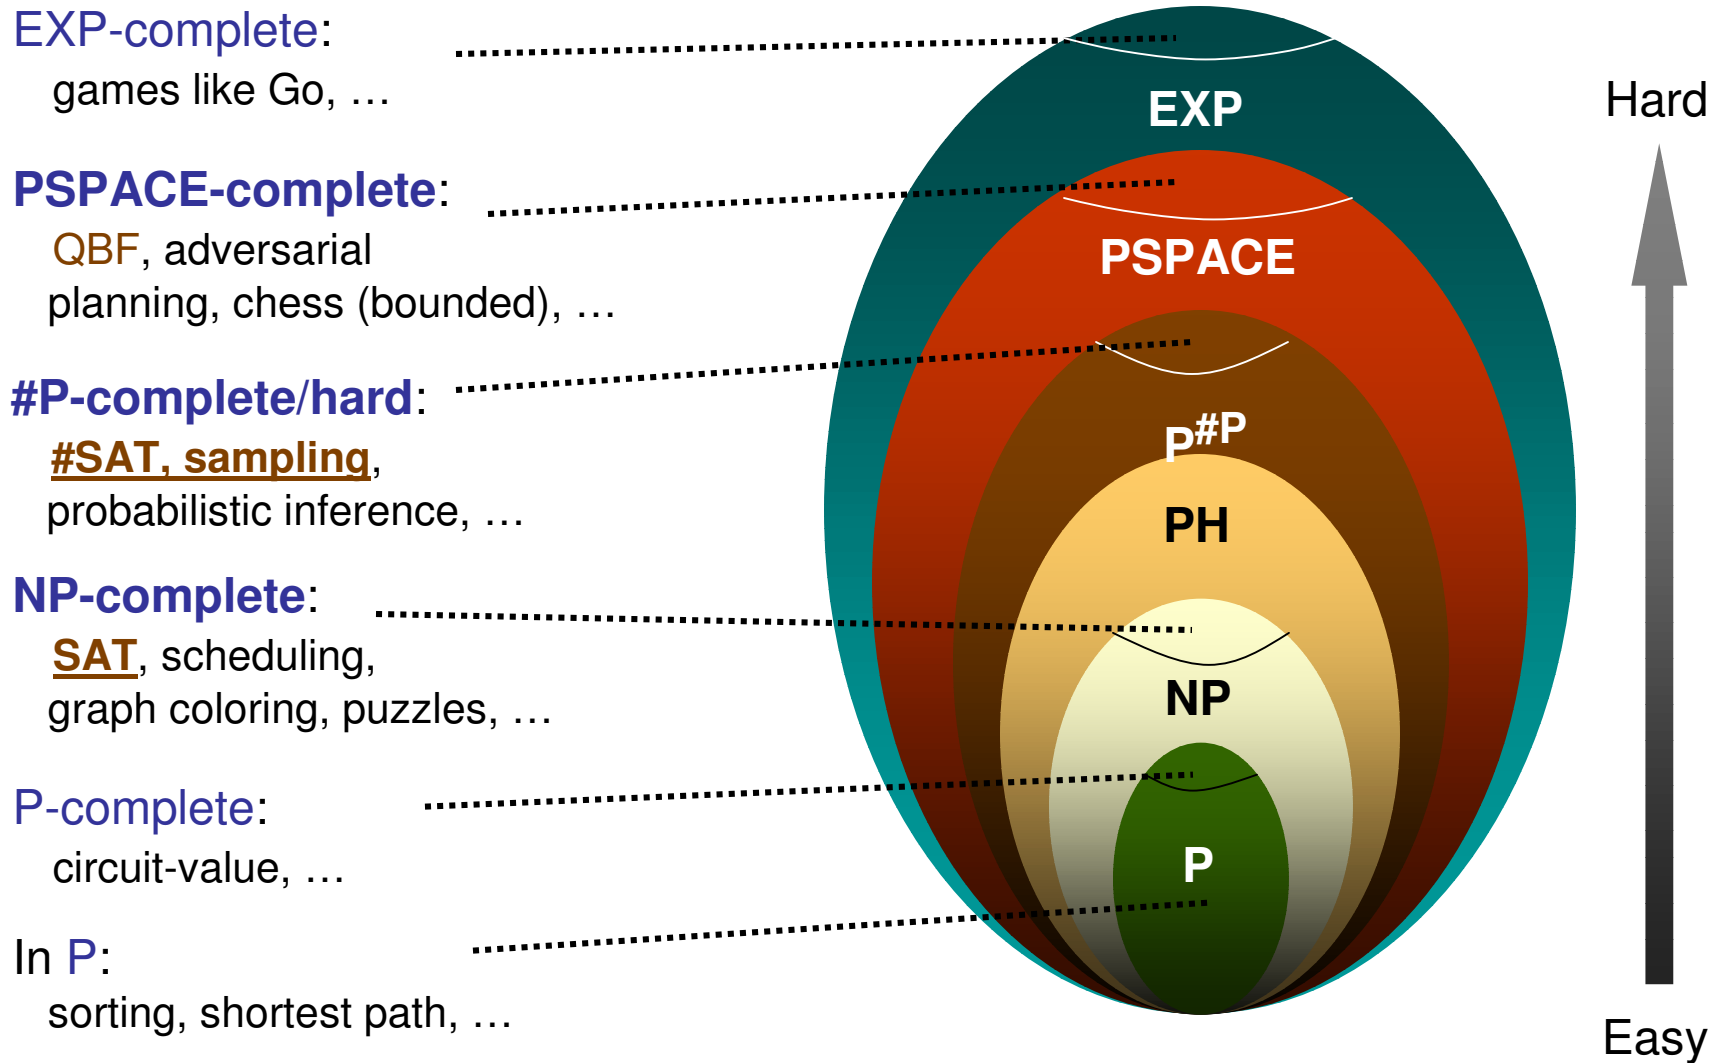 EXP-complete:
games like Go, …
PSPACE-complete:
QBF, adversarial
planning, chess (bounded), …
#P-complete/hard:
#SAT, sampling,
probabilistic inference, …
NP-complete:
SAT, scheduling,
graph coloring, puzzles, …
P-complete:
circuit-value, …
In P:
sorting, shortest path, …
EXP
PSPACE
P#P
PH
NP
P
Hard
Easy